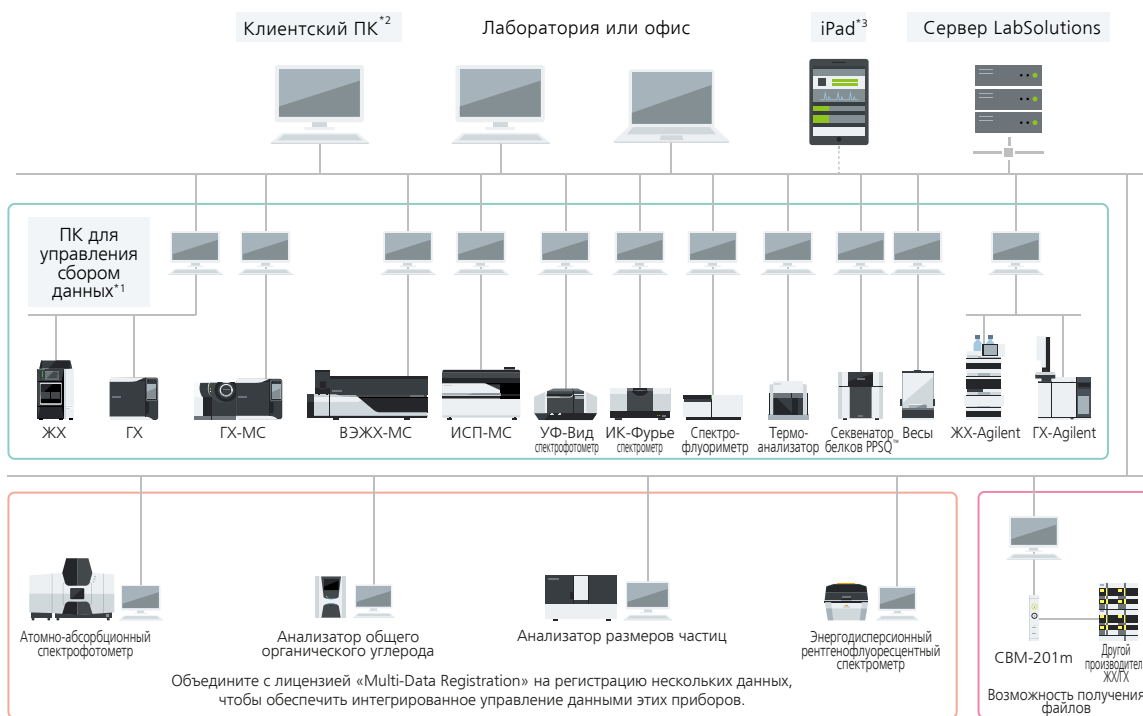 Клиентский ПК*2
Лаборатория или офис
iPad*3
Сервер LabSolutions
ПК для
управления
сбором
данных*1
ЖХ
ГХ
ГХ-МС
ВЭЖХ-МС
ИСП-МС
УФ-Вид
спектрофотометр
ИК-Фурье
спектрометр
Спектро-
флуориметр
Термо-
анализатор
Секвенатор
белков PPSQ™
Весы
ЖХ-Agilent
ГХ-Agilent
Атомно-абсорбционный
спектрофотометр
Анализатор общего
органического углерода
Анализатор размеров частиц
Энергодисперсионный
рентгенофлуоресцентный
спектрометр
Объедините с лицензией «Multi-Data Registration» на регистрацию нескольких данных,
чтобы обеспечить интегрированное управление данными этих приборов.
CBM-201m
Другой
производитель
ЖХ/ГХ
Возможность получения
файлов